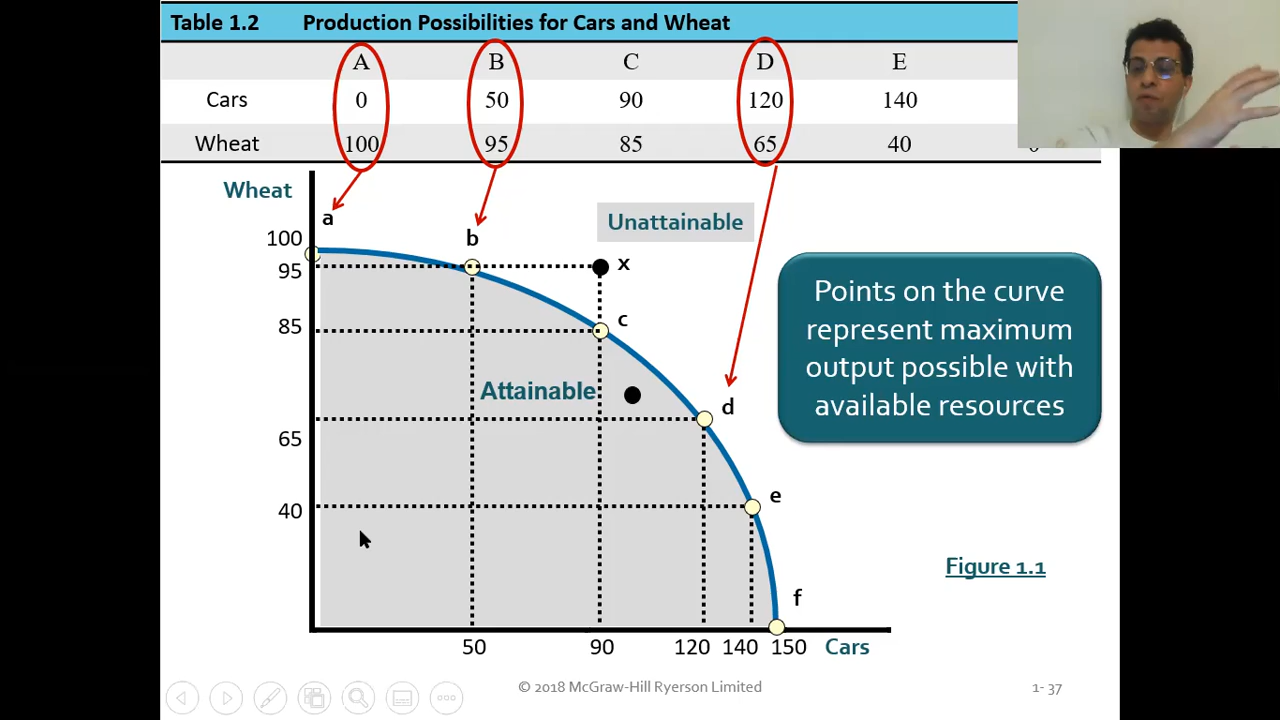 Table 1.2 Production Possibilities for Cars and Wheat
A B C D E
Cars 0 50 90 120 140
Wheat 100 95 85 65 40 0
Wheat
a
Unattainable
100
b
95
x
85
c
Points on the curve
represent maximum
output possible with
available resources
Attainable
d
65
40
e
Figure 1.1
f
50 90 120 140 150 Cars
© 2018 McGraw-Hill Ryerson Limited
1- 37